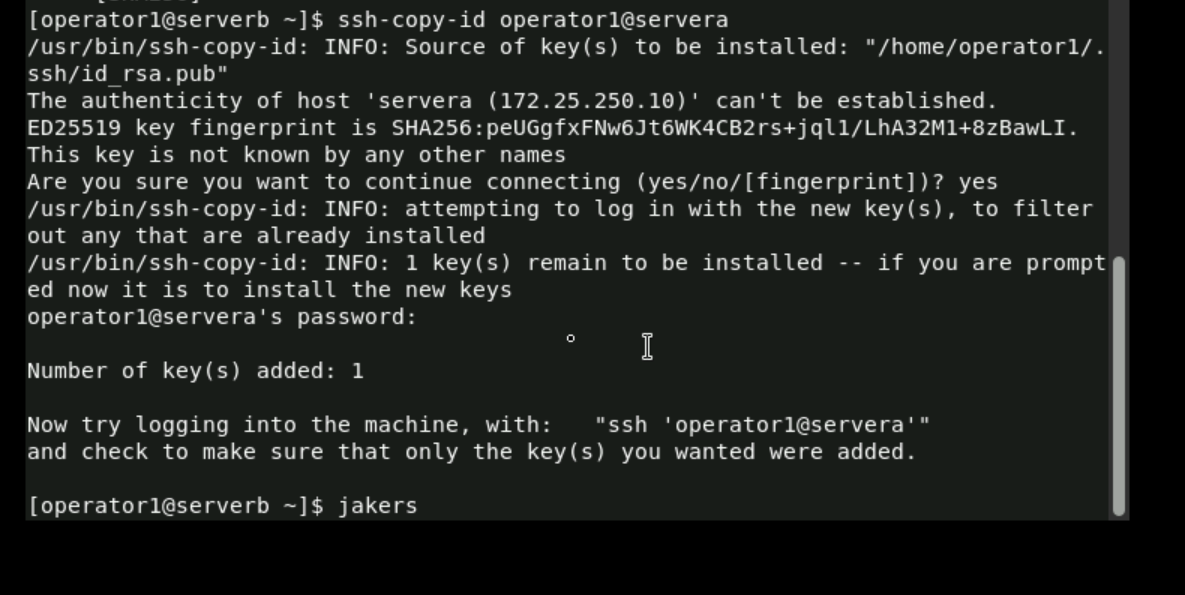 [operator1@serverb ~]$ ssh-copy-id operator1@servera
/usr/bin/ssh-copy-id: INFO: Source of key(s) to be installed: "/home/operator1/.
ssh/id_rsa.pub"
The authenticity of host 'servera (172.25.250.10)' can't be established.
ED25519 key fingerprint is SHA256:peUGgfxFNw6Jt6WK4CB2rs+jql1/LhA32M1+8zBawLI.
This key is not known by any other names
Are you sure you want to continue connecting (yes/no/[fingerprint])? yes
/usr/bin/ssh-copy-id: INFO: attempting to log in with the new key(s), to filter
out any that are already installed
/usr/bin/ssh-copy-id: INFO: 1 key(s) remain to be installed -- if you are prompt
ed now it is to install the new keys
operator1@servera's password:
Number of key(s) added: 1
Now try logging into the machine, with:   "ssh 'operator1@servera'"
and check to make sure that only the key(s) you wanted were added.
[operator1@serverb ~]$ jakers